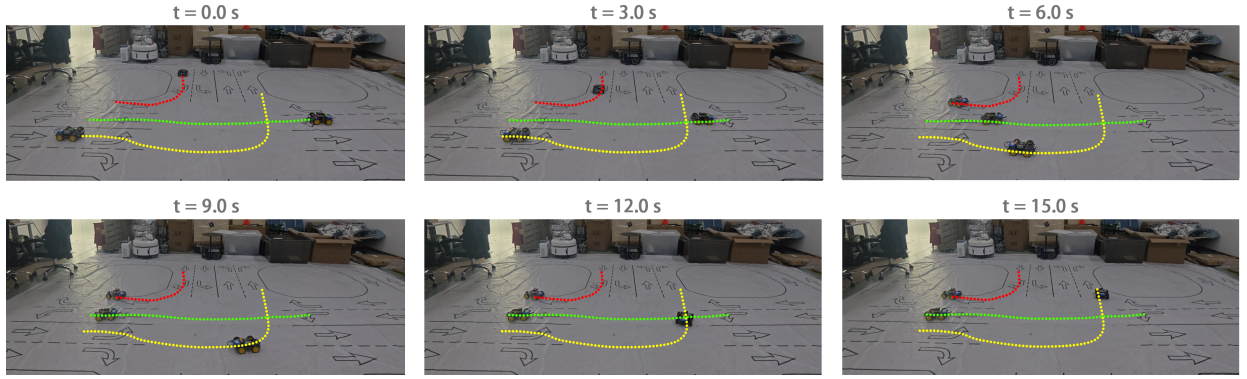 t = 0.0 s
t = 3.0 s
t = 6.0 s
t = 9.0 s
t = 12.0 s
t = 15.0 s